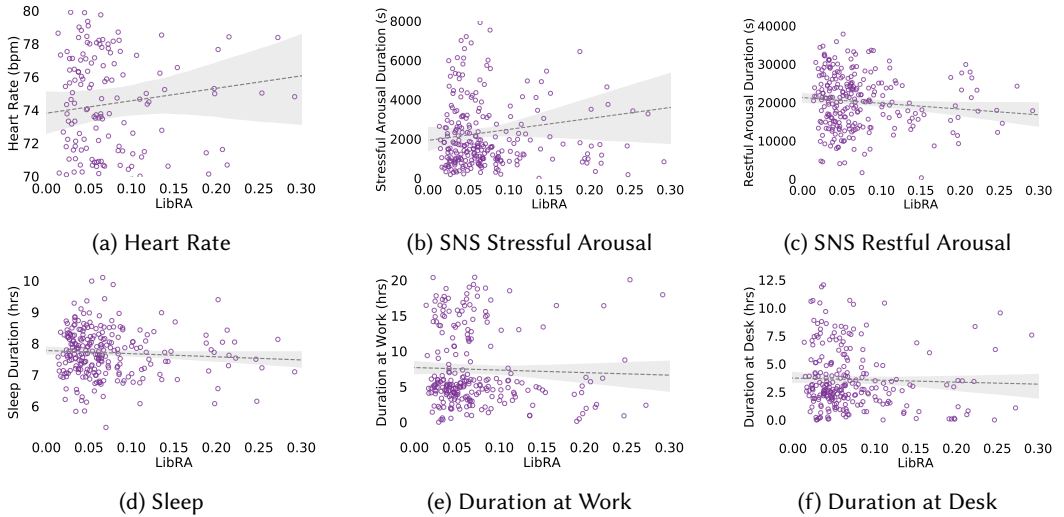 Heart Rate (bpm)
80
78
76
74
72
70
0.00 0.05 0.10 0.15 0.20 0.25 0.30
LibRA
(a) Heart Rate
Stressful Arousal Duration (s)
8000
6000
4000
2000
0
0.00 0.05 0.10 0.15 0.20 0.25 0.30
LibRA
(b) SNS Stressful Arousal
Restful Arousal Duration (s)
40000
30000
20000
10000
0
0.00 0.05 0.10 0.15 0.20 0.25 0.30
LibRA
(c) SNS Restful Arousal
Sleep Duration (hrs)
10
9
8
7
6
0.00 0.05 0.10 0.15 0.20 0.25 0.30
LibRA
(d) Sleep
Duration at Work (hrs)
20
15
10
5
0
0.00 0.05 0.10 0.15 0.20 0.25 0.30
LibRA
(e) Duration at Work
Duration at Desk (hrs)
12.5
10.0
7.5
5.0
2.5
0.0
0.00 0.05 0.10 0.15 0.20 0.25 0.30
LibRA
(f) Duration at Desk